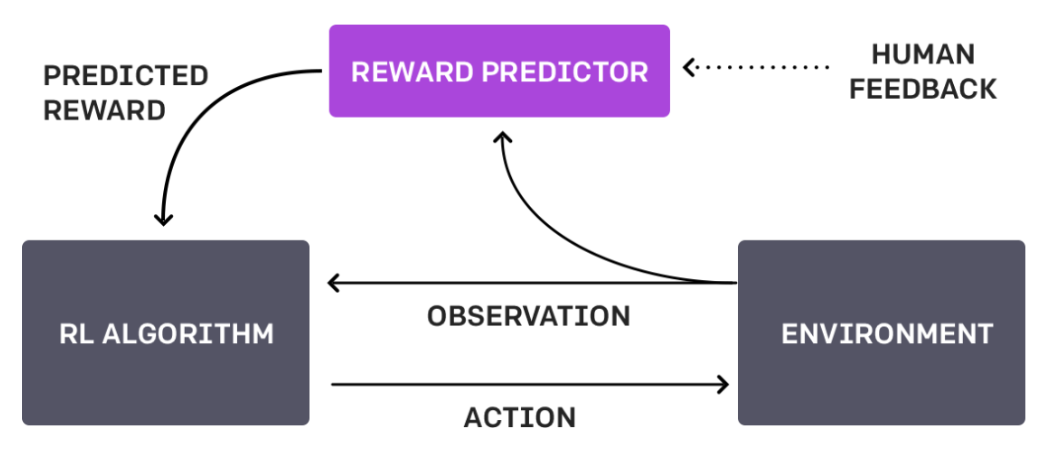 PREDICTED
REWARD
REWARD PREDICTOR
HUMAN
FEEDBACK
RL ALGORITHM
OBSERVATION
ACTION
ENVIRONMENT